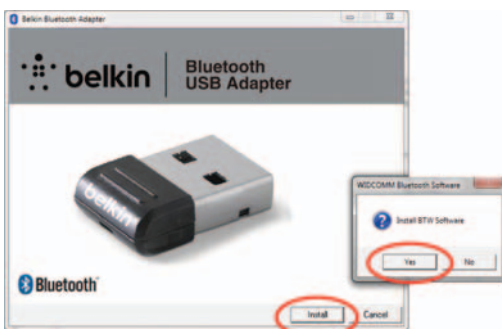 Belkin Bluetooth Adapter
belkin
Bluetooth
USB Adapter
belkin
WIDCOMM Bluetooth Software
Install BTW Software
Yes
No
Bluetooth
Install
Cancel